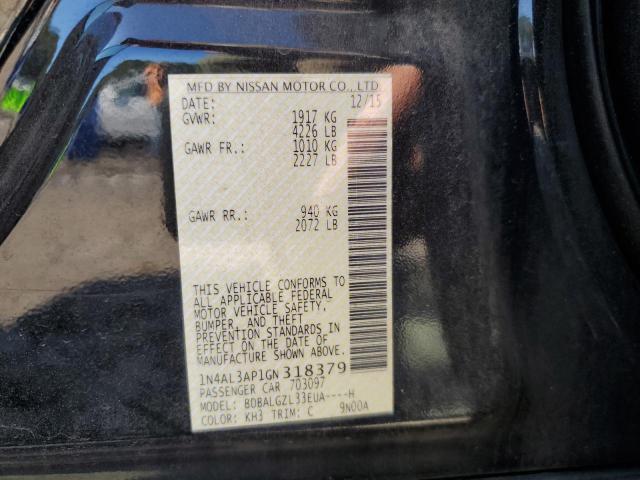 MFD BY NISSAN MOTOR CO., LTD.
DATE: 12/15
GVWR: 1917 KG
4226 LB
GAWR FR.: 1010 KG
2227 LB
GAWR RR.: 940 KG
2072 LB
THIS VEHICLE CONFORMS TO
ALL APPLICABLE FEDERAL
MOTOR VEHICLE SAFETY,
BUMPER, AND THEFT
PREVENTION STANDARDS IN
EFFECT ON THE DATE OF
MANUFACTURE SHOWN ABOVE.
1N4AL3AP1GN318379
PASSENGER CAR 703097
MODEL: BDBALGZL33EUA----H
COLOR: KH3 TRIM: C 9N00A